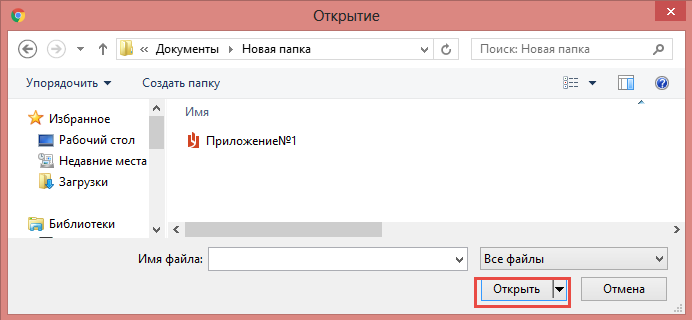 Открытие
« Документы Новая папка
Поиск: Новая папка
Упорядочить Создать папку
Имя
Избранное
Рабочий стол
Недавние места
Загрузки
Библиотеки
Приложение№1
Имя файла:
Все файлы
Открыть
Отмена